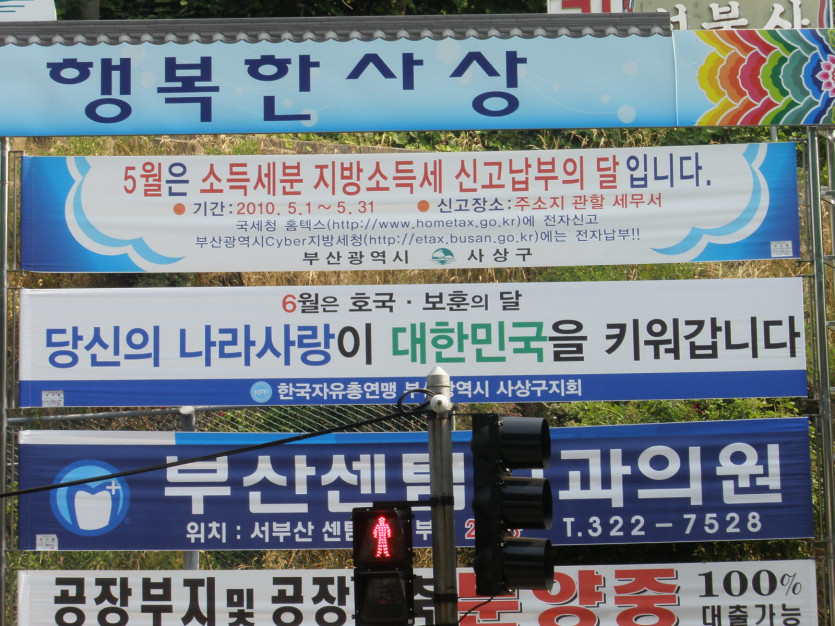 행복한사상
5월은 소득세분 지방소득세 신고납부의 달입니다.
기간:2010. 5.1~5. 31 신고장소:주소지 관할 세무서
국세청 홈텍스(http://www.hometax.go.kr)에 전자신고
부산광역시Cyber지방세청(http://etax.busan.go.kr)에는 전자납부!!
부산광역시 사상구
6월은 호국·보훈의 달
당신의 나라사랑이 대한민국을 키워갑니다
KFF 한국자유총연맹 부산광역시 사상구지회
부산센텀 과의원
위치 : 서부산 센텀 부 T.322-7528
공장부지및 공장 축 분양중 100%
대출가능